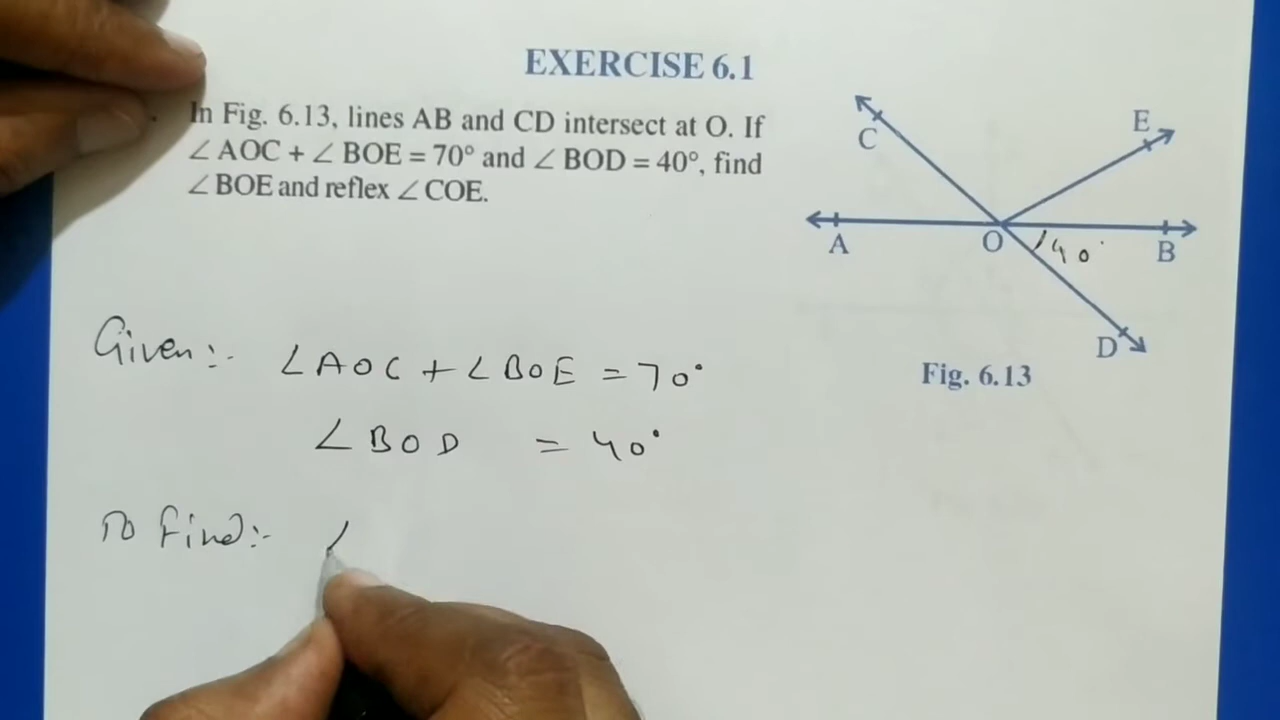 EXERCISE 6.1
In Fig. 6.13, lines AB and CD intersect at O. If
∠ AOC + ∠ BOE = 70° and ∠ BOD = 40°, find
∠ BOE and reflex ∠ COE.
C
E
A
O
40°
B
D
Fig. 6.13
Given:-
∠AOC + ∠BOE = 70°
∠BOD = 40°
To Find:- ∠